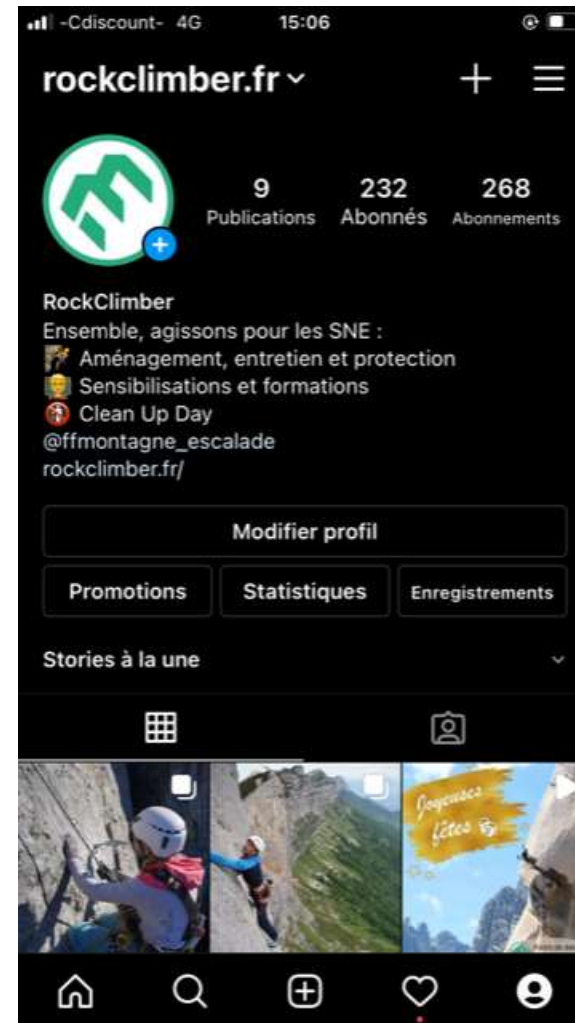 -Cdiscount- 4G 15:06
rockclimber.fr
9 232 268
Publications Abonnés Abonnements
RockClimber
Ensemble, agissons pour les SNE :
Aménagement, entretien et protection
Sensibilisations et formations
Clean Up Day
@ffmontagne_escalade
rockclimber.fr/
Modifier profil
Promotions Statistiques Enregistrements
Stories à la une
Joyeuses
fêtes